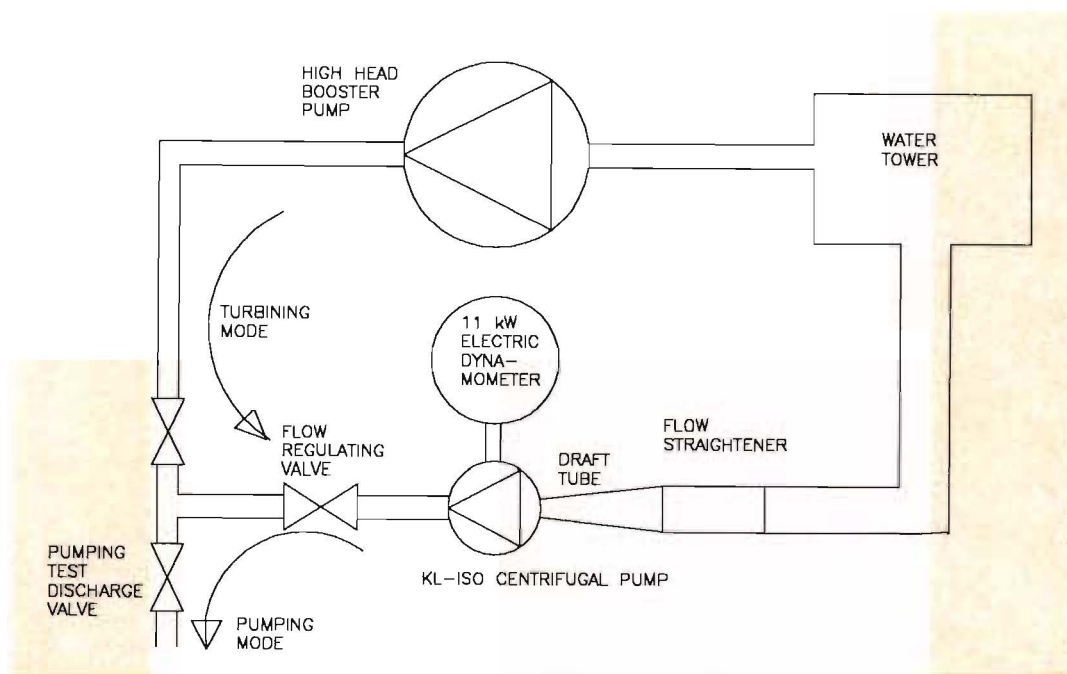 HIGH HEAD
BOOSTER
PUMP
WATER
TOWER
TURBINING
MODE
11 kW
ELECTRIC
DYNA-
MOMETER
FLOW
REGULATING
VALVE
DRAFT
TUBE
FLOW
STRAIGHTENER
PUMPING
TEST
DISCHARGE
VALVE
KL-ISO CENTRIFUGAL PUMP
PUMPING
MODE